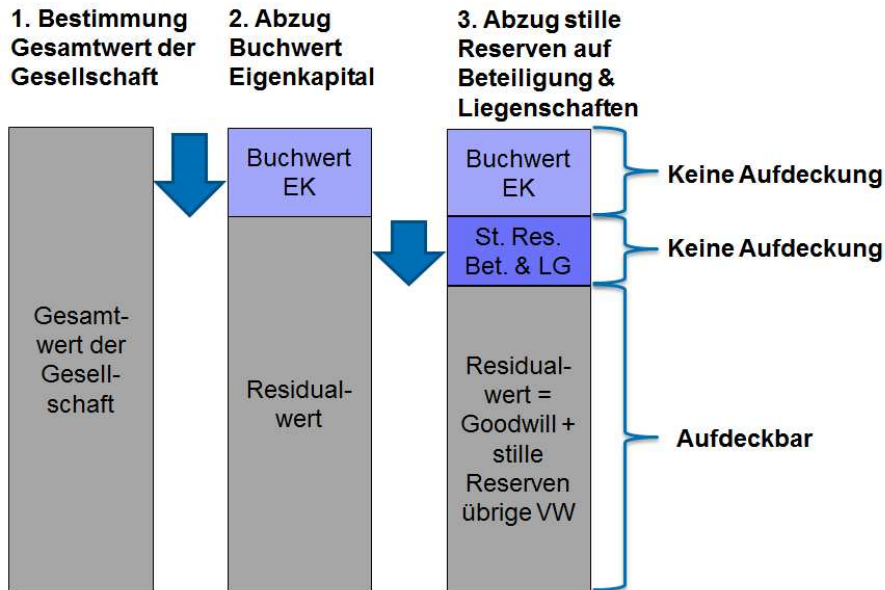 1. Bestimmung
Gesamtwert der
Gesellschaft
2. Abzug
Buchwert
Eigenkapital
3. Abzug stille
Reserven auf
Beteiligung &
Liegenschaften
Gesamt-
wert der
Gesell-
schaft
Buchwert
EK
Residual-
wert
Buchwert
EK
St. Res.
Bet. & LG
Residual-
wert =
Goodwill +
stille
Reserven
übrige VW
Keine Aufdeckung
Keine Aufdeckung
Aufdeckbar